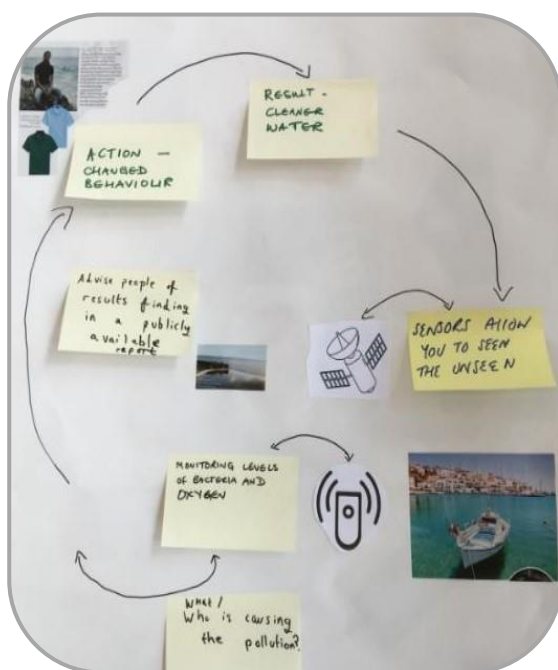 RESULT -
CLEANER
WATER
ACTION -
CHANGED
BEHAVIOUR
Advise people of
results finding
in a publicly
available
report
SENSORS ALLOW
YOU TO SEEN
THE UNSEEN
MONITORING LEVELS
OF BACTERIA AND
OXYGEN
What /
Who is causing
the pollution?